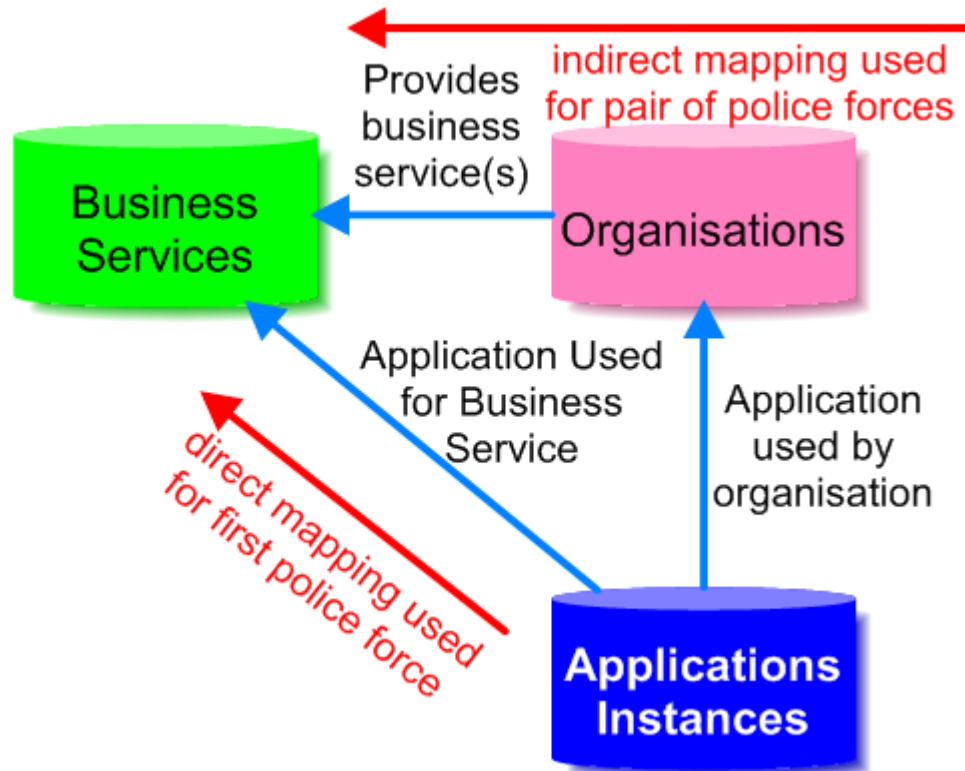 indirect mapping used
for pair of police forces
Provides
business
service(s)
Business
Services
Organisations
Application Used
for Business
Service
Application
used by
organisation
direct mapping used
for first police force
Applications
Instances